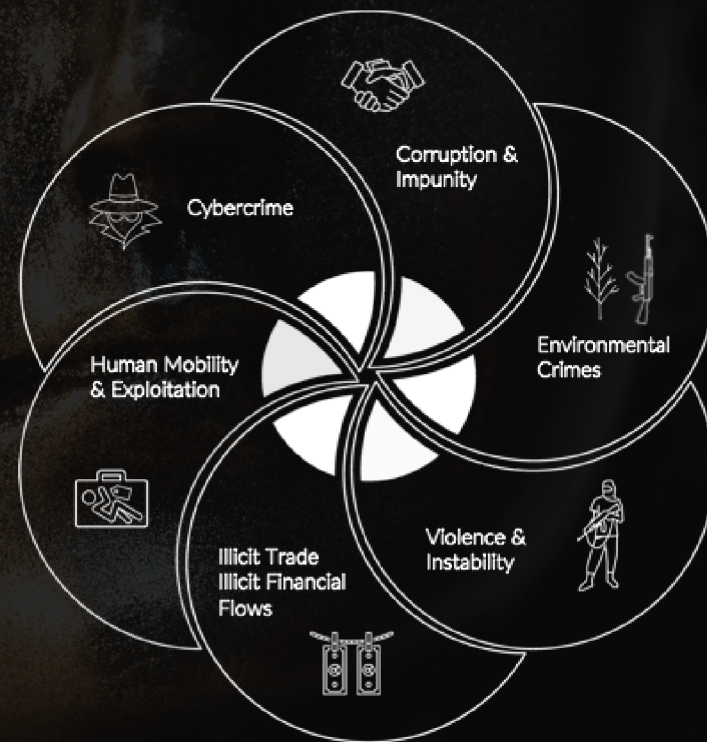 Corruption &
Impunity
Cybercrime
Environmental
Crimes
Human Mobility
& Exploitation
Violence &
Instability
Illicit Trade
Illicit Financial
Flows